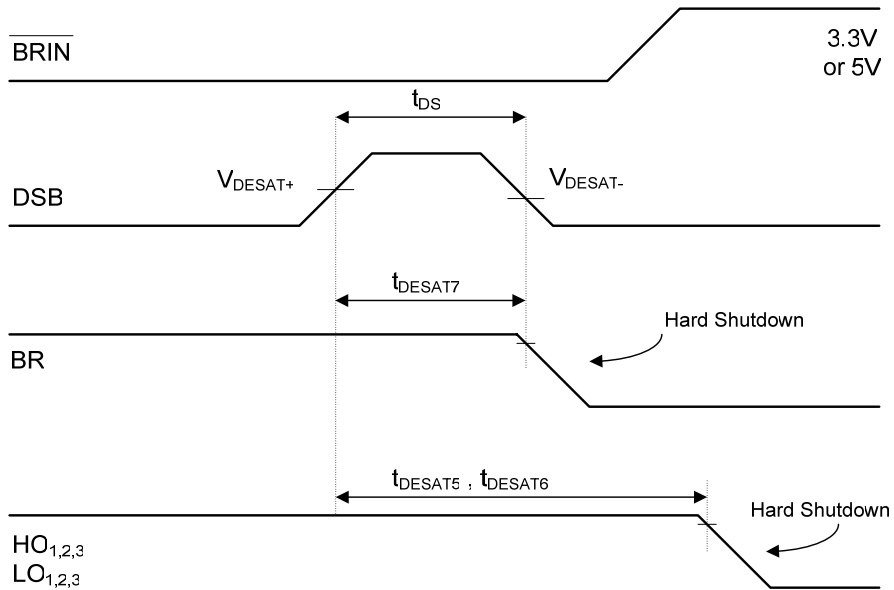 BRIN
3.3V
or 5V
tDS
VDESAT+
VDESAT-
DSB
tDESAT7
Hard Shutdown
BR
tDESAT5 , tDESAT6
Hard Shutdown
HO1,2,3
LO1,2,3